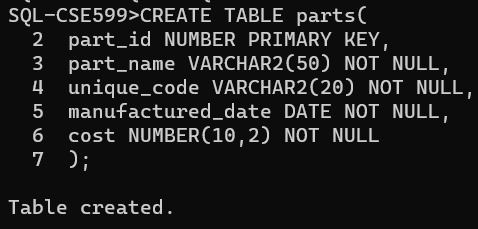 SQL-CSE599>CREATE TABLE parts(
2 part_id NUMBER PRIMARY KEY,
3 part_name VARCHAR2(50) NOT NULL,
4 unique_code VARCHAR2(20) NOT NULL,
5 manufactured_date DATE NOT NULL,
6 cost NUMBER(10,2) NOT NULL
7 );
Table created.